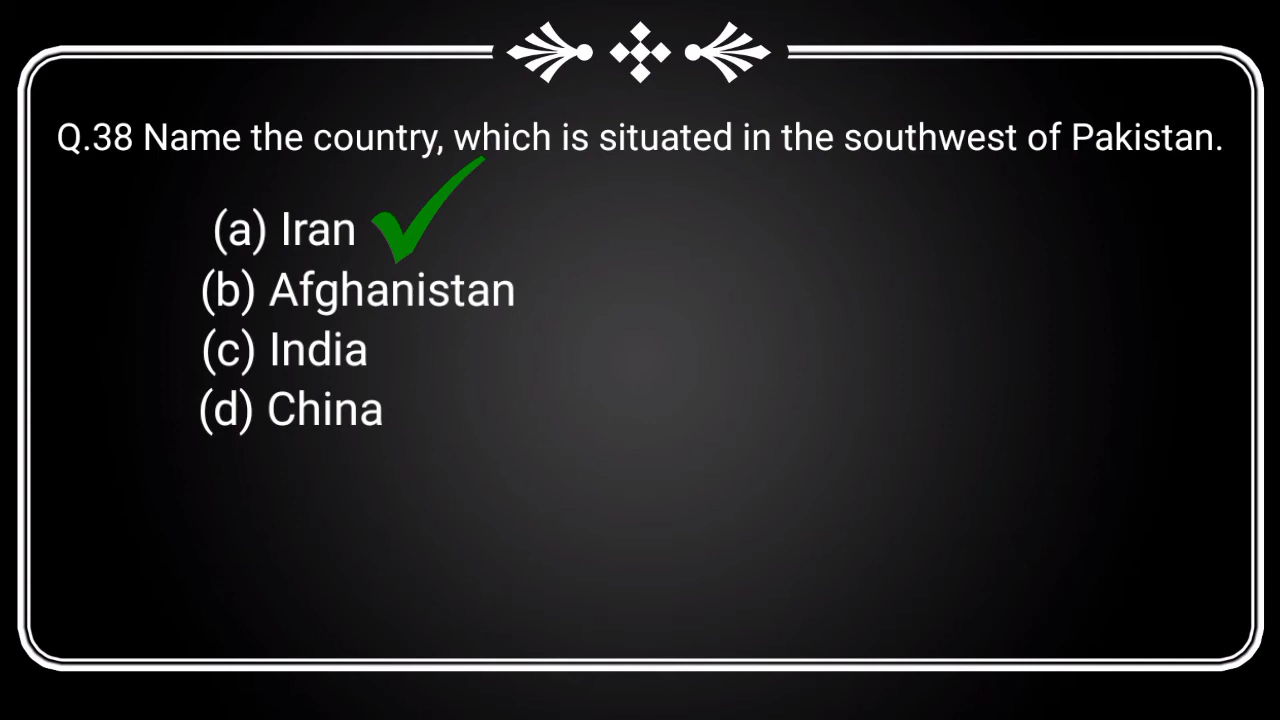 Q.38 Name the country, which is situated in the southwest of Pakistan.
(a) Iran
(b) Afghanistan
(c) India
(d) China